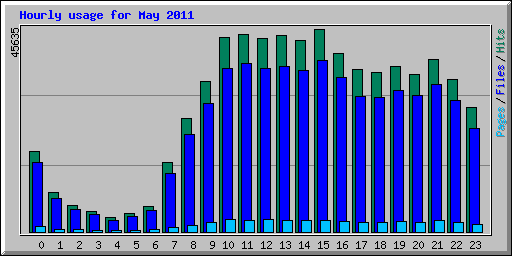 Hourly usage for May 2011
45635
Pages/Files/Hits
0 1 2 3 4 5 6 7 8 9 10 11 12 13 14 15 16 17 18 19 20 21 22 23